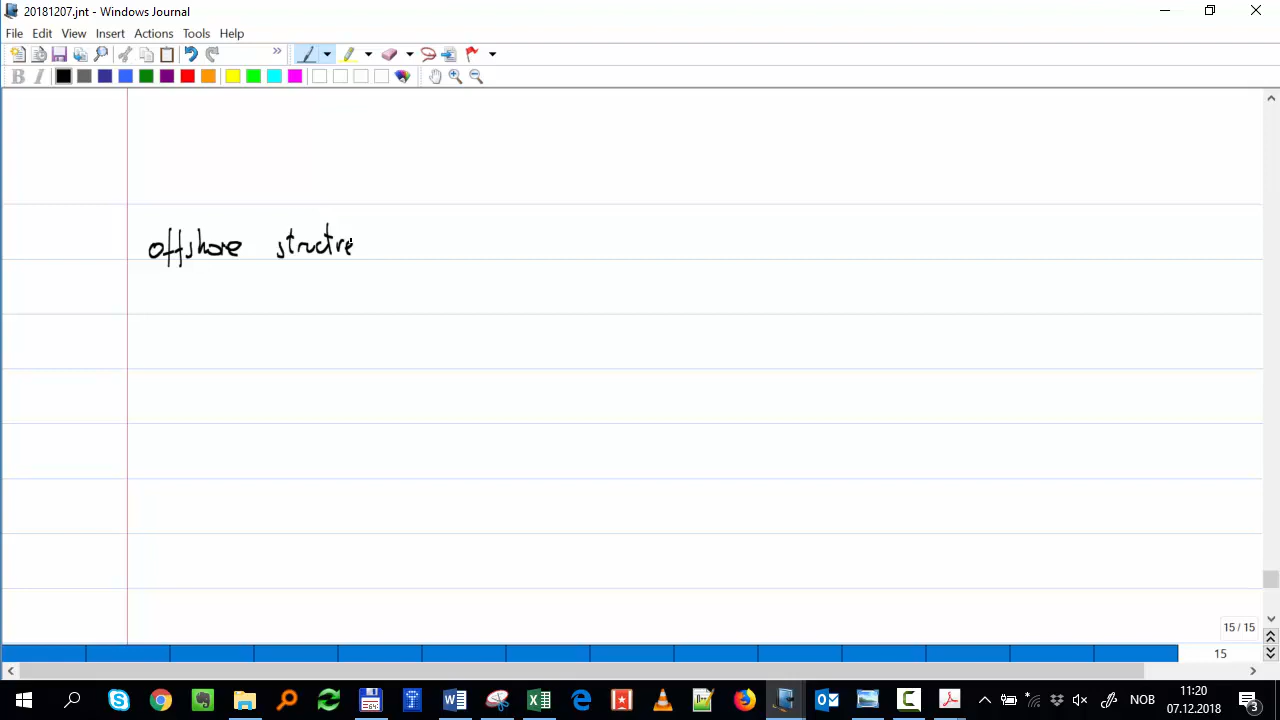 20181207.jnt - Windows Journal
File Edit View Insert Actions Tools Help
B I
offshore structre
15 / 15
15
NOB
11:20
07.12.2018
3